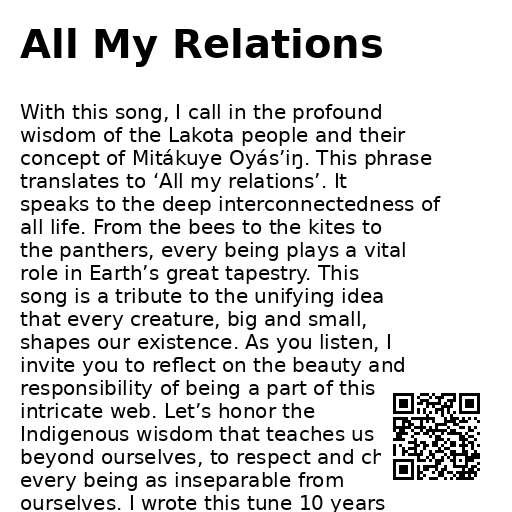 All My Relations
With this song, I call in the profound
wisdom of the Lakota people and their
concept of Mitákuye Oyás’iŋ. This phrase
translates to ‘All my relations’. It
speaks to the deep interconnectedness of
all life. From the bees to the kites to
the panthers, every being plays a vital
role in Earth’s great tapestry. This
song is a tribute to the unifying idea
that every creature, big and small,
shapes our existence. As you listen, I
invite you to reflect on the beauty and
responsibility of being a part of this
intricate web. Let’s honor the
Indigenous wisdom that teaches us
beyond ourselves, to respect and
every being as inseparable from
ourselves. I wrote this tune 10 years